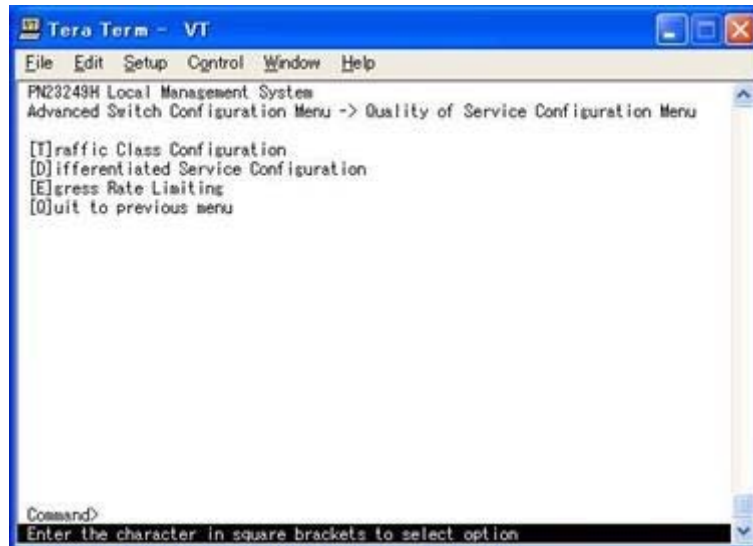 Tera Term - VT
File Edit Setup Control Window Help
PN23249H Local Management System
Advanced Switch Configuration Menu -> Quality of Service Configuration Menu
[T]raffic Class Configuration
[D]ifferentiated Service Configuration
[E]gress Rate Limiting
[Q]uit to previous menu
Command>
Enter the character in square brackets to select option